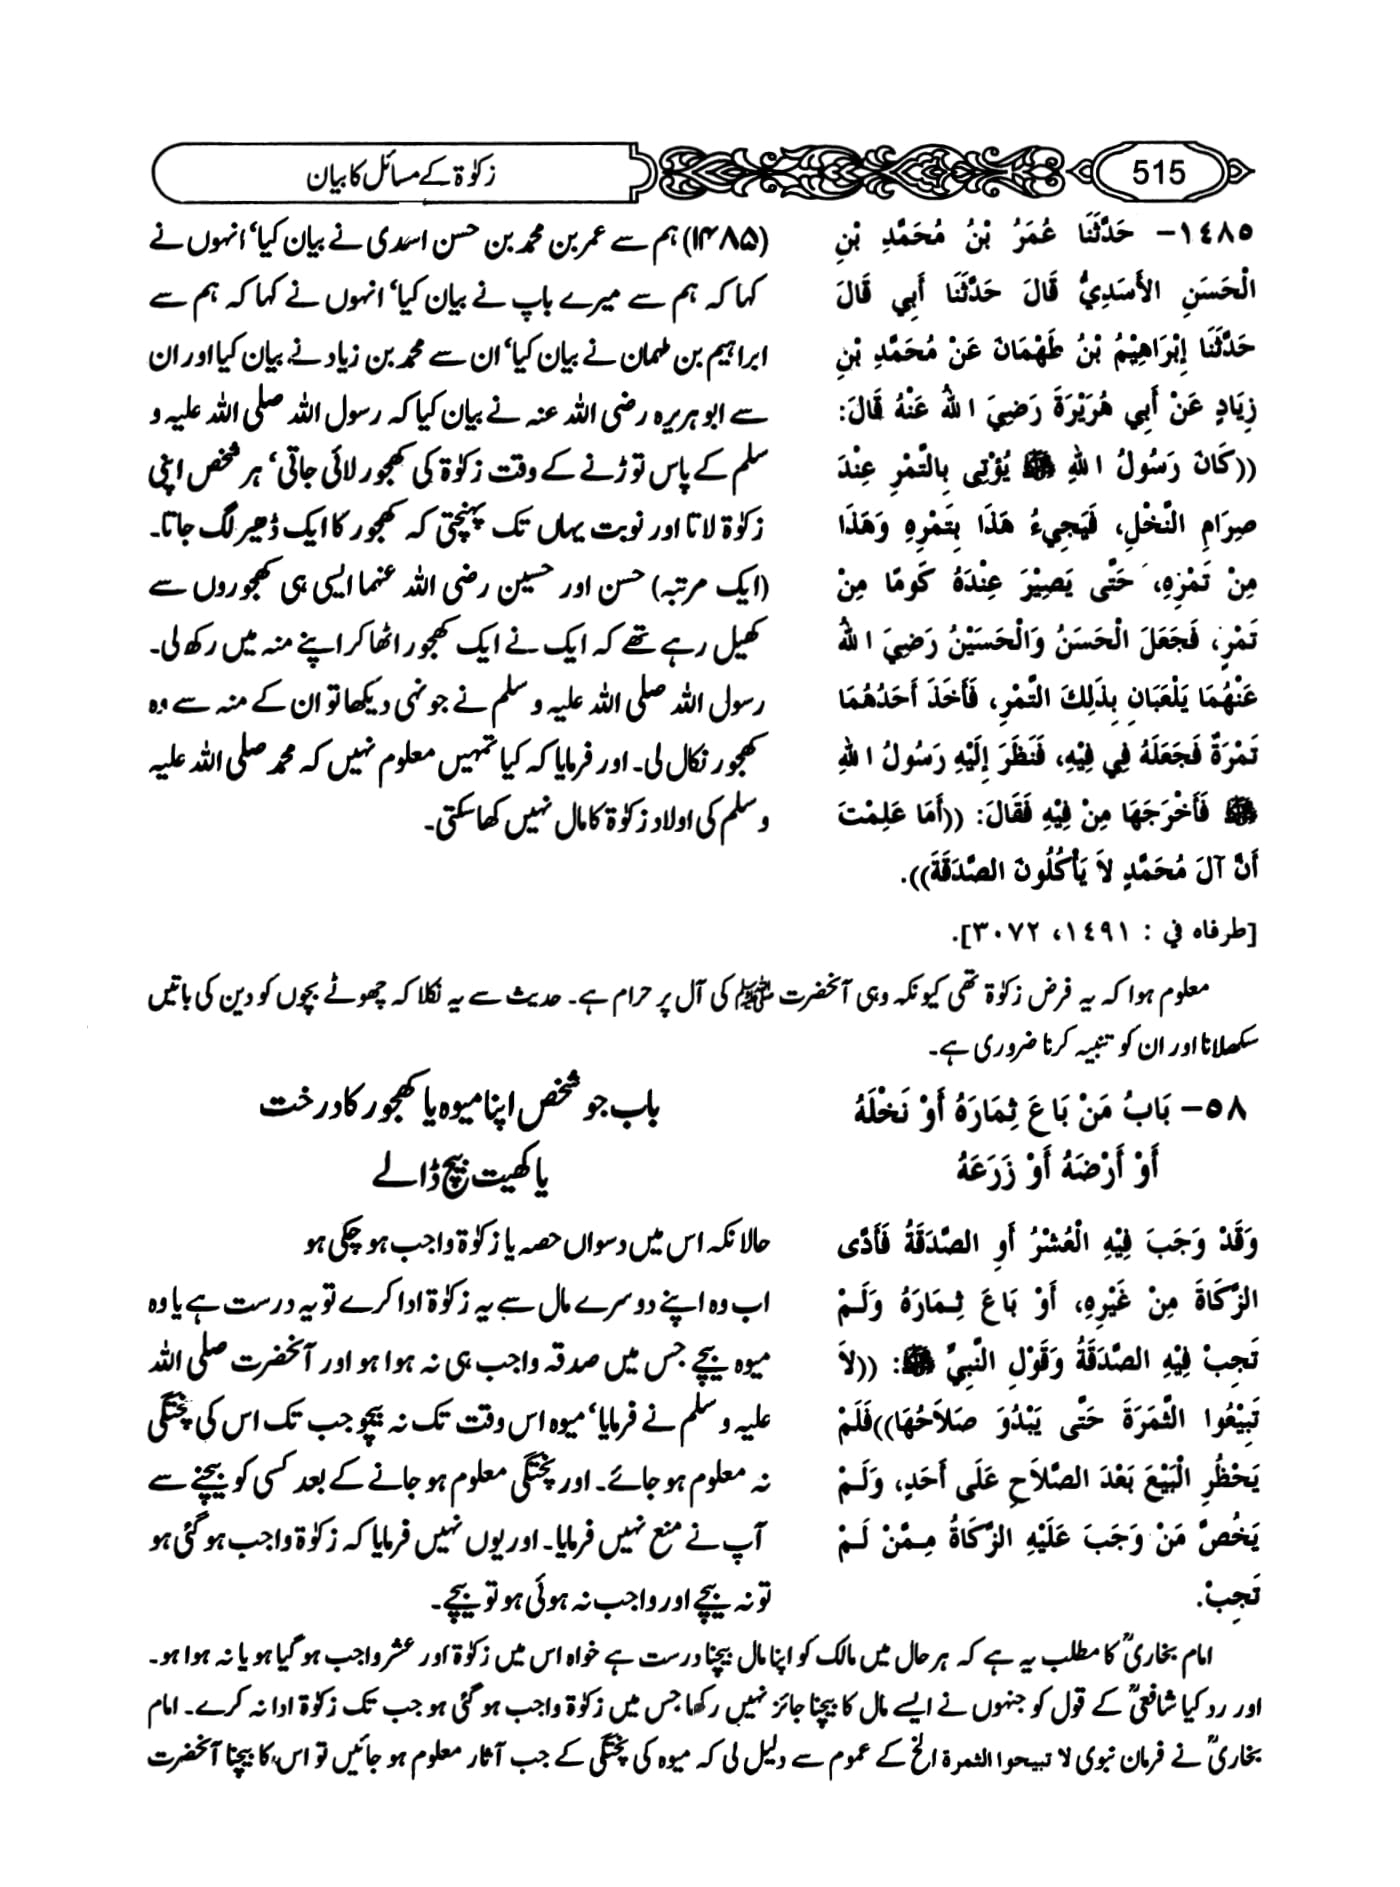 515
زکوٰۃ کے مسائل کا بیان
١٤٨٥- حَدَّثَنَا عُمَرُ بْنُ مُحَمَّدِ بْنِ
الْحَسَنِ الأَسَدِيُّ قَالَ حَدَّثَنَا أَبِي قَالَ
حَدَّثَنَا إِبْرَاهِيْمُ بْنُ طَهْمَانَ عَنْ مُحَمَّدِ بْنِ
زِيَادٍ عَنْ أَبِي هُرَيْرَةَ رَضِيَ اللهُ عَنْهُ قَالَ:
((كَانَ رَسُولُ اللهِ ﷺ يُؤْتِى بِالتَّمْرِ عِنْدَ
صِرَامِ النَّخْلِ، فَيَجِيءُ هَذَا بِتَمْرِهِ وَهَذَا
مِنْ تَمْرِهِ، حَتَّى يَصِيْرَ عِنْدَهُ كَومًا مِنْ
تَمْرٍ، فَجَعَلَ الْحَسَنُ وَالْحَسَيْنُ رَضِيَ اللهُ
عَنْهُمَا يَلْعَبَانِ بِذَلِكَ التَّمْرِ، فَأَخَذَ أَحَدُهُمَا
تَمْرَةً فَجَعَلَهُ فِي فِيْهِ، فَنَظَرَ إِلَيْهِ رَسُولُ اللهِ
ﷺ فَأَخْرَجَهَا مِنْ فِيْهِ فَقَالَ: ((أَمَا عَلِمْتَ
أَنَّ آلَ مُحَمَّدٍ لاَ يَأْكُلُونَ الصَّدَقَةَ)).
[طرفاه في : ١٤٩١، ٣٠٧٢].
(۱۴۸۵) ہم سے عمر بن محمد بن حسن اسدی نے بیان کیا‘ انہوں نے
کہا کہ ہم سے میرے باپ نے بیان کیا‘ انہوں نے کہا کہ ہم سے
ابراہیم بن طہمان نے بیان کیا‘ ان سے محمد بن زیاد نے بیان کیا اور ان
سے ابو ہریرہ رضی اللہ عنہ نے بیان کیا کہ رسول اللہ صلی اللہ علیہ و
سلم کے پاس توڑنے کے وقت زکوٰۃ کی کھجور لائی جاتی‘ ہر شخص اپنی
زکوٰۃ لاتا اور نوبت یہاں تک پہنچتی کہ کھجور کا ایک ڈھیر لگ جاتا۔
(ایک مرتبہ) حسن اور حسین رضی اللہ عنہما ایسی ہی کھجوروں سے
کھیل رہے تھے کہ ایک نے ایک کھجور اٹھا کر اپنے منہ میں رکھ لی۔
رسول اللہ صلی اللہ علیہ و سلم نے جونہی دیکھا تو ان کے منہ سے وہ
کھجور نکال لی۔ اور فرمایا کہ کیا تمہیں معلوم نہیں کہ محمد صلی اللہ علیہ
و سلم کی اولاد زکوٰۃ کا مال نہیں کھا سکتی۔
معلوم ہوا کہ یہ فرض زکوٰۃ تھی کیونکہ وہی آنحضرت ﷺ کی آل پر حرام ہے۔ حدیث سے یہ نکلا کہ چھوٹے بچوں کو دین کی باتیں
سکھلانا اور ان کو تنبیہ کرنا ضروری ہے۔
٥٨- بَابُ مَنْ بَاعَ ثِمَارَهُ أَوْ نَخْلَهُ
أَوْ أَرْضَهُ أَوْ زَرَعَهُ
وَقَدْ وَجَبَ فِيْهِ الْعُشْرُ أَوِ الصَّدَقَةُ فَأَدَّى
الزَّكَاةَ مِنْ غَيْرِهِ، أَوْ بَاعَ ثِمَارَهُ وَلَمْ
تَجِبْ فِيْهِ الصَّدَقَةُ وَقَوْلِ النَّبِيِّ ﷺ: ((لاَ
تَبِيْعُوا الثَّمَرَةَ حَتَّى يَبْدُوَ صَلاَحُهَا))فَلَمْ
يَحْظُرِ الْبَيْعَ بَعْدَ الصَّلاَحِ عَلَى أَحَدٍ، وَلَمْ
يَخُصَّ مَنْ وَجَبَ عَلَيْهِ الزَّكَاةُ مِمَّنْ لَمْ
تَجِبْ.
باب جو شخص اپنا میوہ یا کھجور کا درخت
یا کھیت بیچ ڈالے
حالانکہ اس میں دسواں حصہ یا زکوٰۃ واجب ہو چکی ہو
اب وہ اپنے دوسرے مال سے یہ زکوٰۃ ادا کرے تو یہ درست ہے یا وہ
میوہ بیچے جس میں صدقہ واجب ہی نہ ہوا ہو اور آنحضرت صلی اللہ
علیہ و سلم نے فرمایا‘ میوہ اس وقت تک نہ بیچو جب تک اس کی پختگی
نہ معلوم ہو جائے۔ اور پختگی معلوم ہو جانے کے بعد کسی کو بیچنے سے
آپ نے منع نہیں فرمایا۔ اور یوں نہیں فرمایا کہ زکوٰۃ واجب ہو گئی ہو
تو نہ بیچے اور واجب نہ ہوئی ہو تو بیچے۔
امام بخاریؒ کا مطلب یہ ہے کہ ہر حال میں مالک کو اپنا مال بیچنا درست ہے خواہ اس میں زکوٰۃ اور عشر واجب ہو گیا ہو یا نہ ہوا ہو۔
اور رد کیا شافعیؒ کے قول کو جنہوں نے ایسے مال کا بیچنا جائز نہیں رکھا جس میں زکوٰۃ واجب ہو گئی ہو جب تک زکوٰۃ ادا نہ کرے۔ امام
بخاریؒ نے فرمان نبوی لا تبیحوا الثمرة الخ کے عموم سے دلیل لی کہ میوہ کی پختگی کے جب آثار معلوم ہو جائیں تو اس کا بیچنا آنحضرت